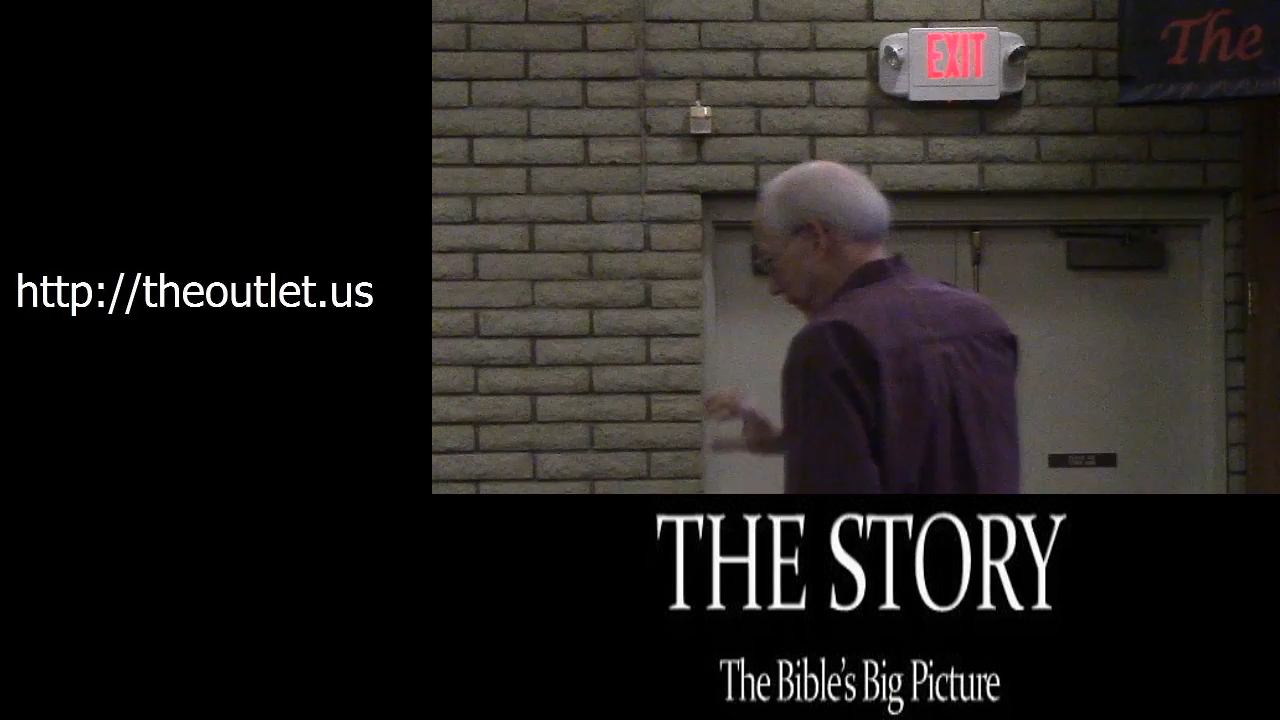 The
EXIT
http://theoutlet.us
THE STORY
The Bible's Big Picture